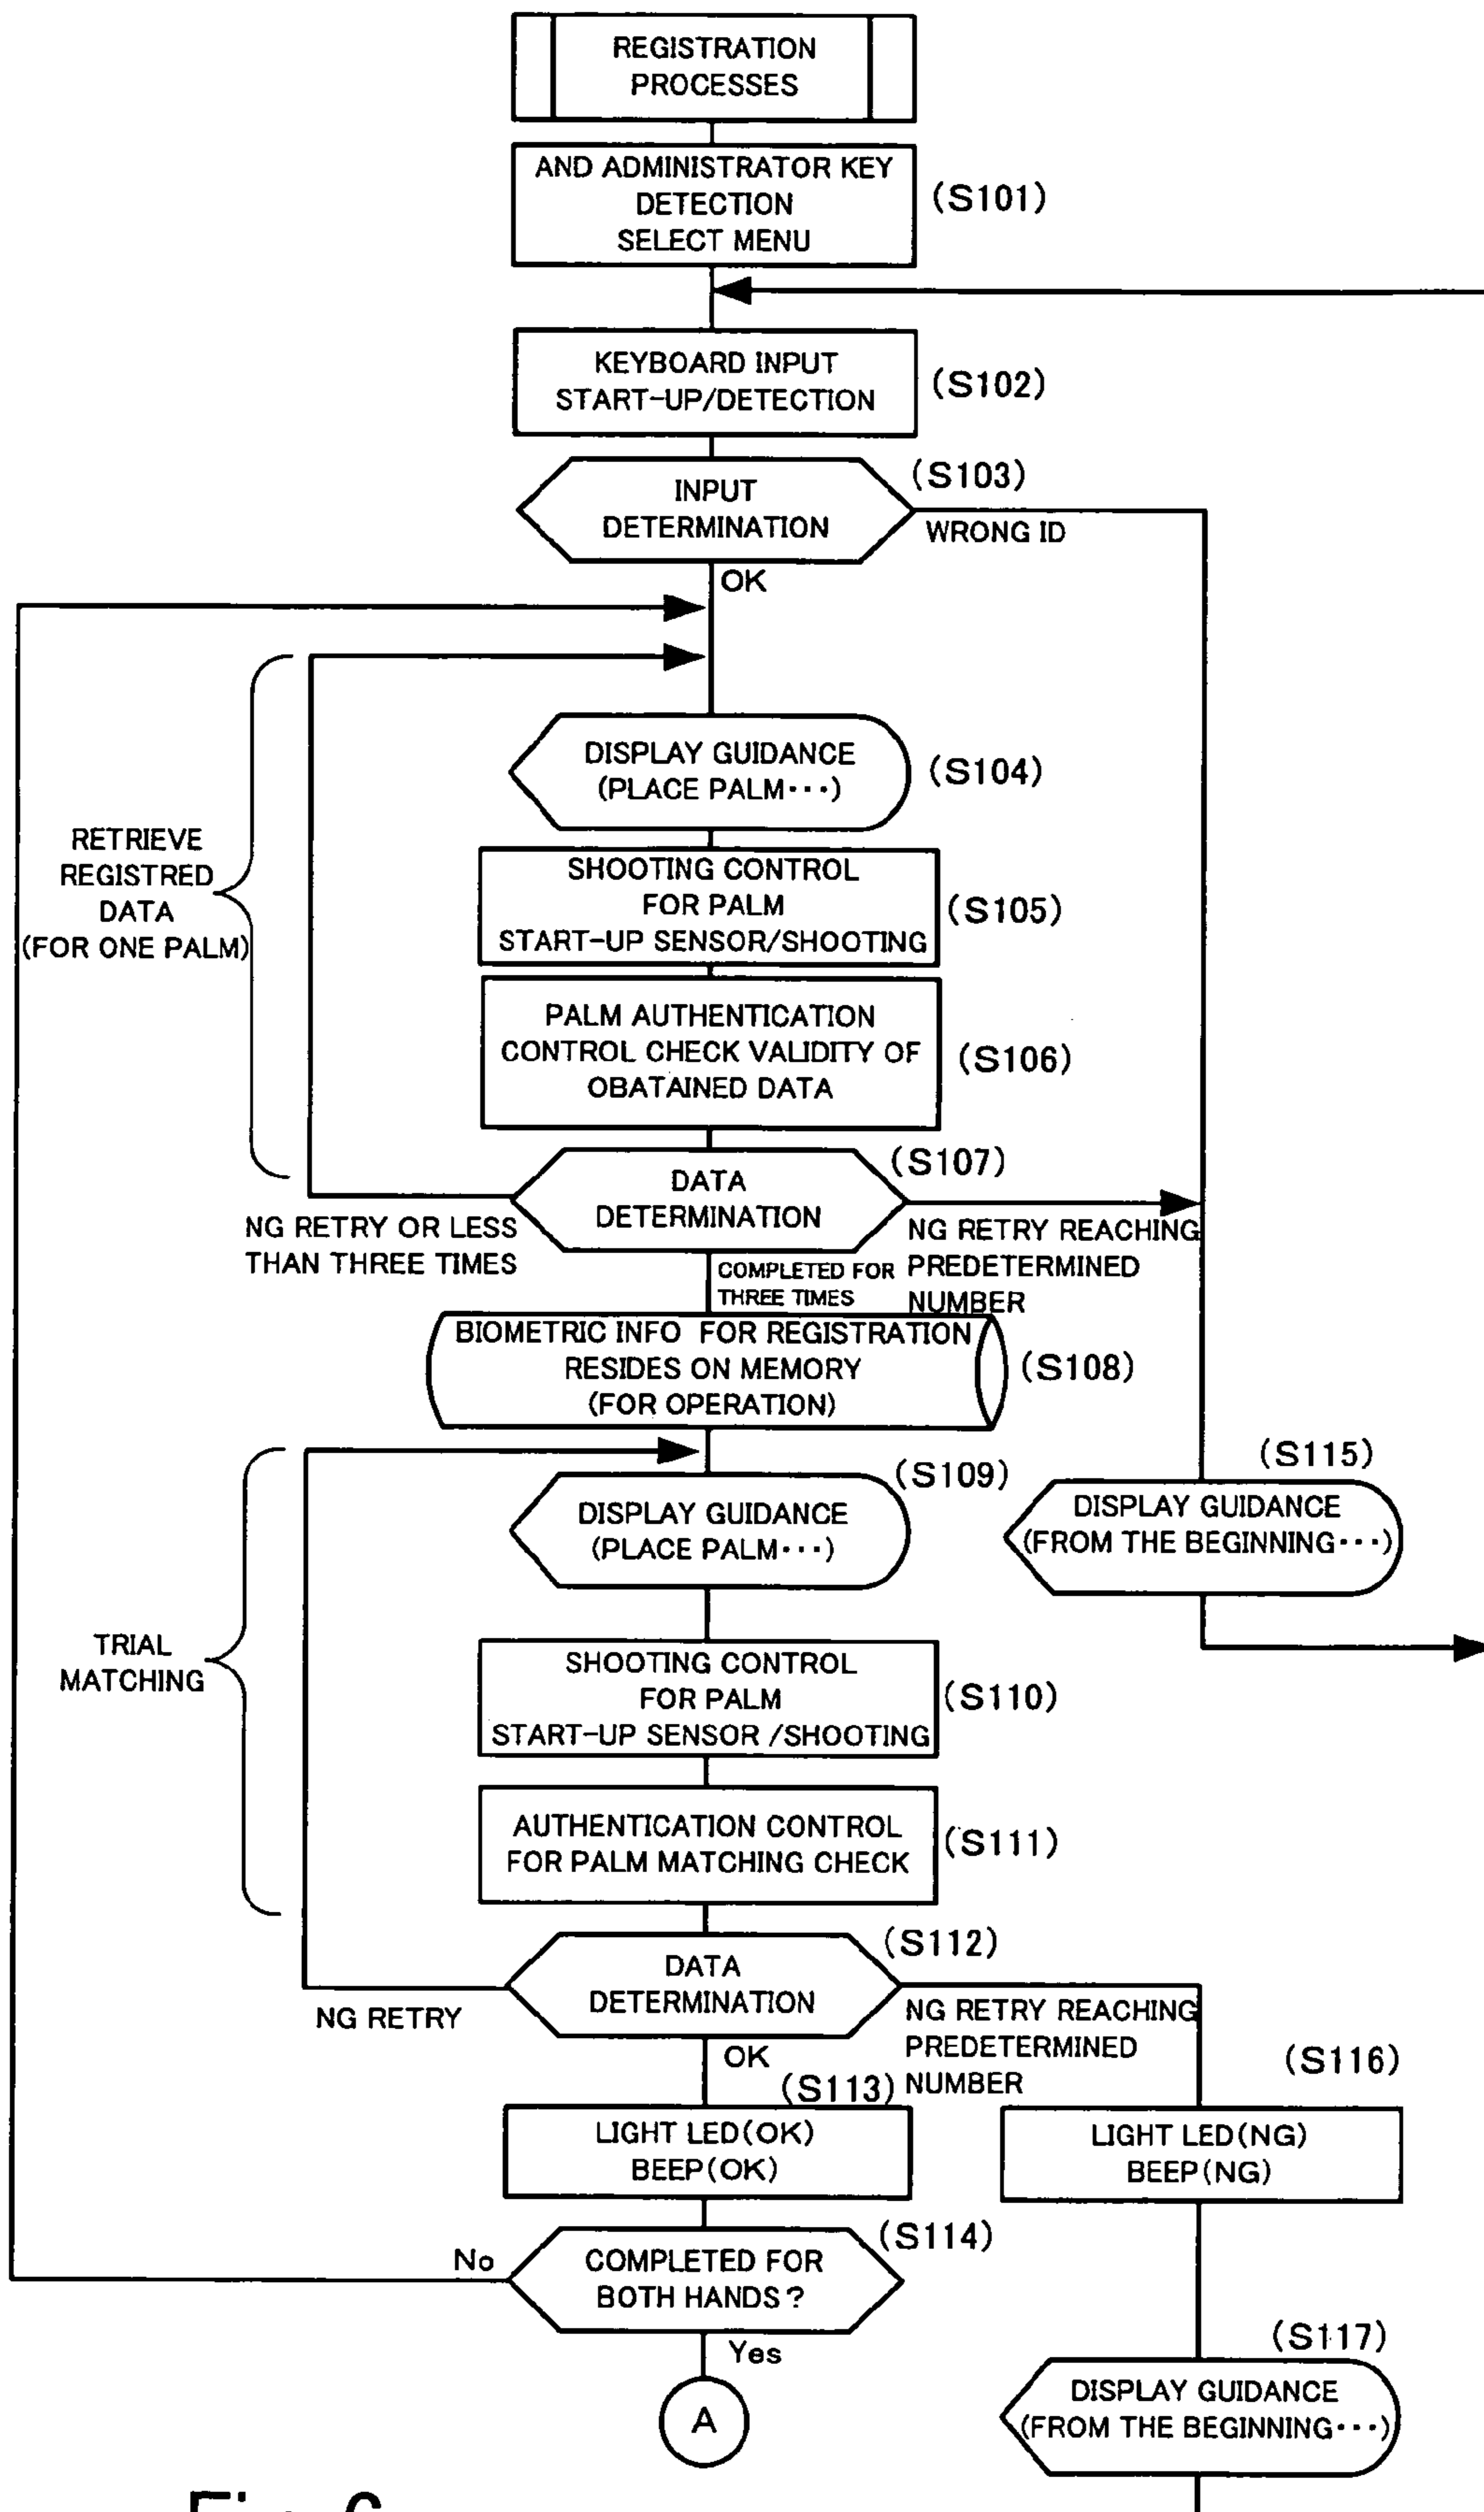 REGISTRATION
PROCESSES
AND ADMINISTRATOR KEY
DETECTION
SELECT MENU
(S101)
KEYBOARD INPUT
START-UP/DETECTION
(S102)
INPUT
DETERMINATION
(S103)
WRONG ID
OK
DISPLAY GUIDANCE
(PLACE PALM···)
(S104)
RETRIEVE
REGISTRED
DATA
(FOR ONE PALM)
SHOOTING CONTROL
FOR PALM
START-UP SENSOR/SHOOTING
(S105)
PALM AUTHENTICATION
CONTROL CHECK VALIDITY OF
OBATAINED DATA
(S106)
DATA
DETERMINATION
(S107)
NG RETRY OR LESS
THAN THREE TIMES
NG RETRY REACHING
PREDETERMINED
NUMBER
COMPLETED FOR
THREE TIMES
BIOMETRIC INFO FOR REGISTRATION
RESIDES ON MEMORY
(FOR OPERATION)
(S108)
(S109)
DISPLAY GUIDANCE
(PLACE PALM···)
(S115)
DISPLAY GUIDANCE
(FROM THE BEGINNING···)
TRIAL
MATCHING
SHOOTING CONTROL
FOR PALM
START-UP SENSOR /SHOOTING
(S110)
AUTHENTICATION CONTROL
FOR PALM MATCHING CHECK
(S111)
DATA
DETERMINATION
(S112)
NG RETRY
NG RETRY REACHING
PREDETERMINED
NUMBER
OK
(S113)
LIGHT LED(OK)
BEEP(OK)
(S116)
LIGHT LED(NG)
BEEP(NG)
(S114)
No
COMPLETED FOR
BOTH HANDS?
Yes
A
(S117)
DISPLAY GUIDANCE
(FROM THE BEGINNING···)
Fig. 6